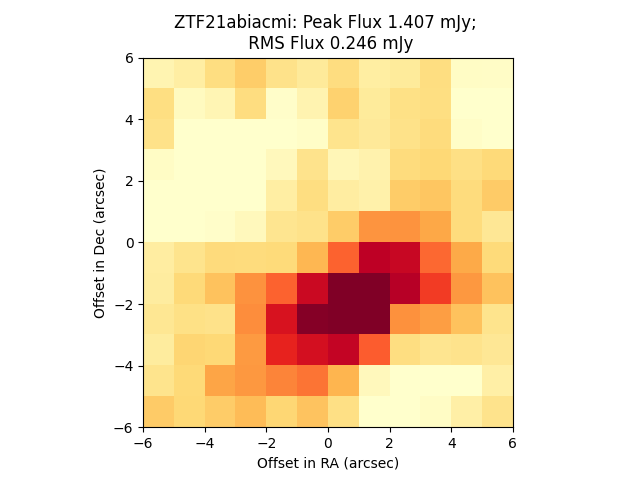 ZTF21abiacmi: Peak Flux 1.407 mJy;
RMS Flux 0.246 mJy
6
4
2
0
−2
−4
−6
Offset in Dec (arcsec)
−6 −4 −2 0 2 4 6
Offset in RA (arcsec)